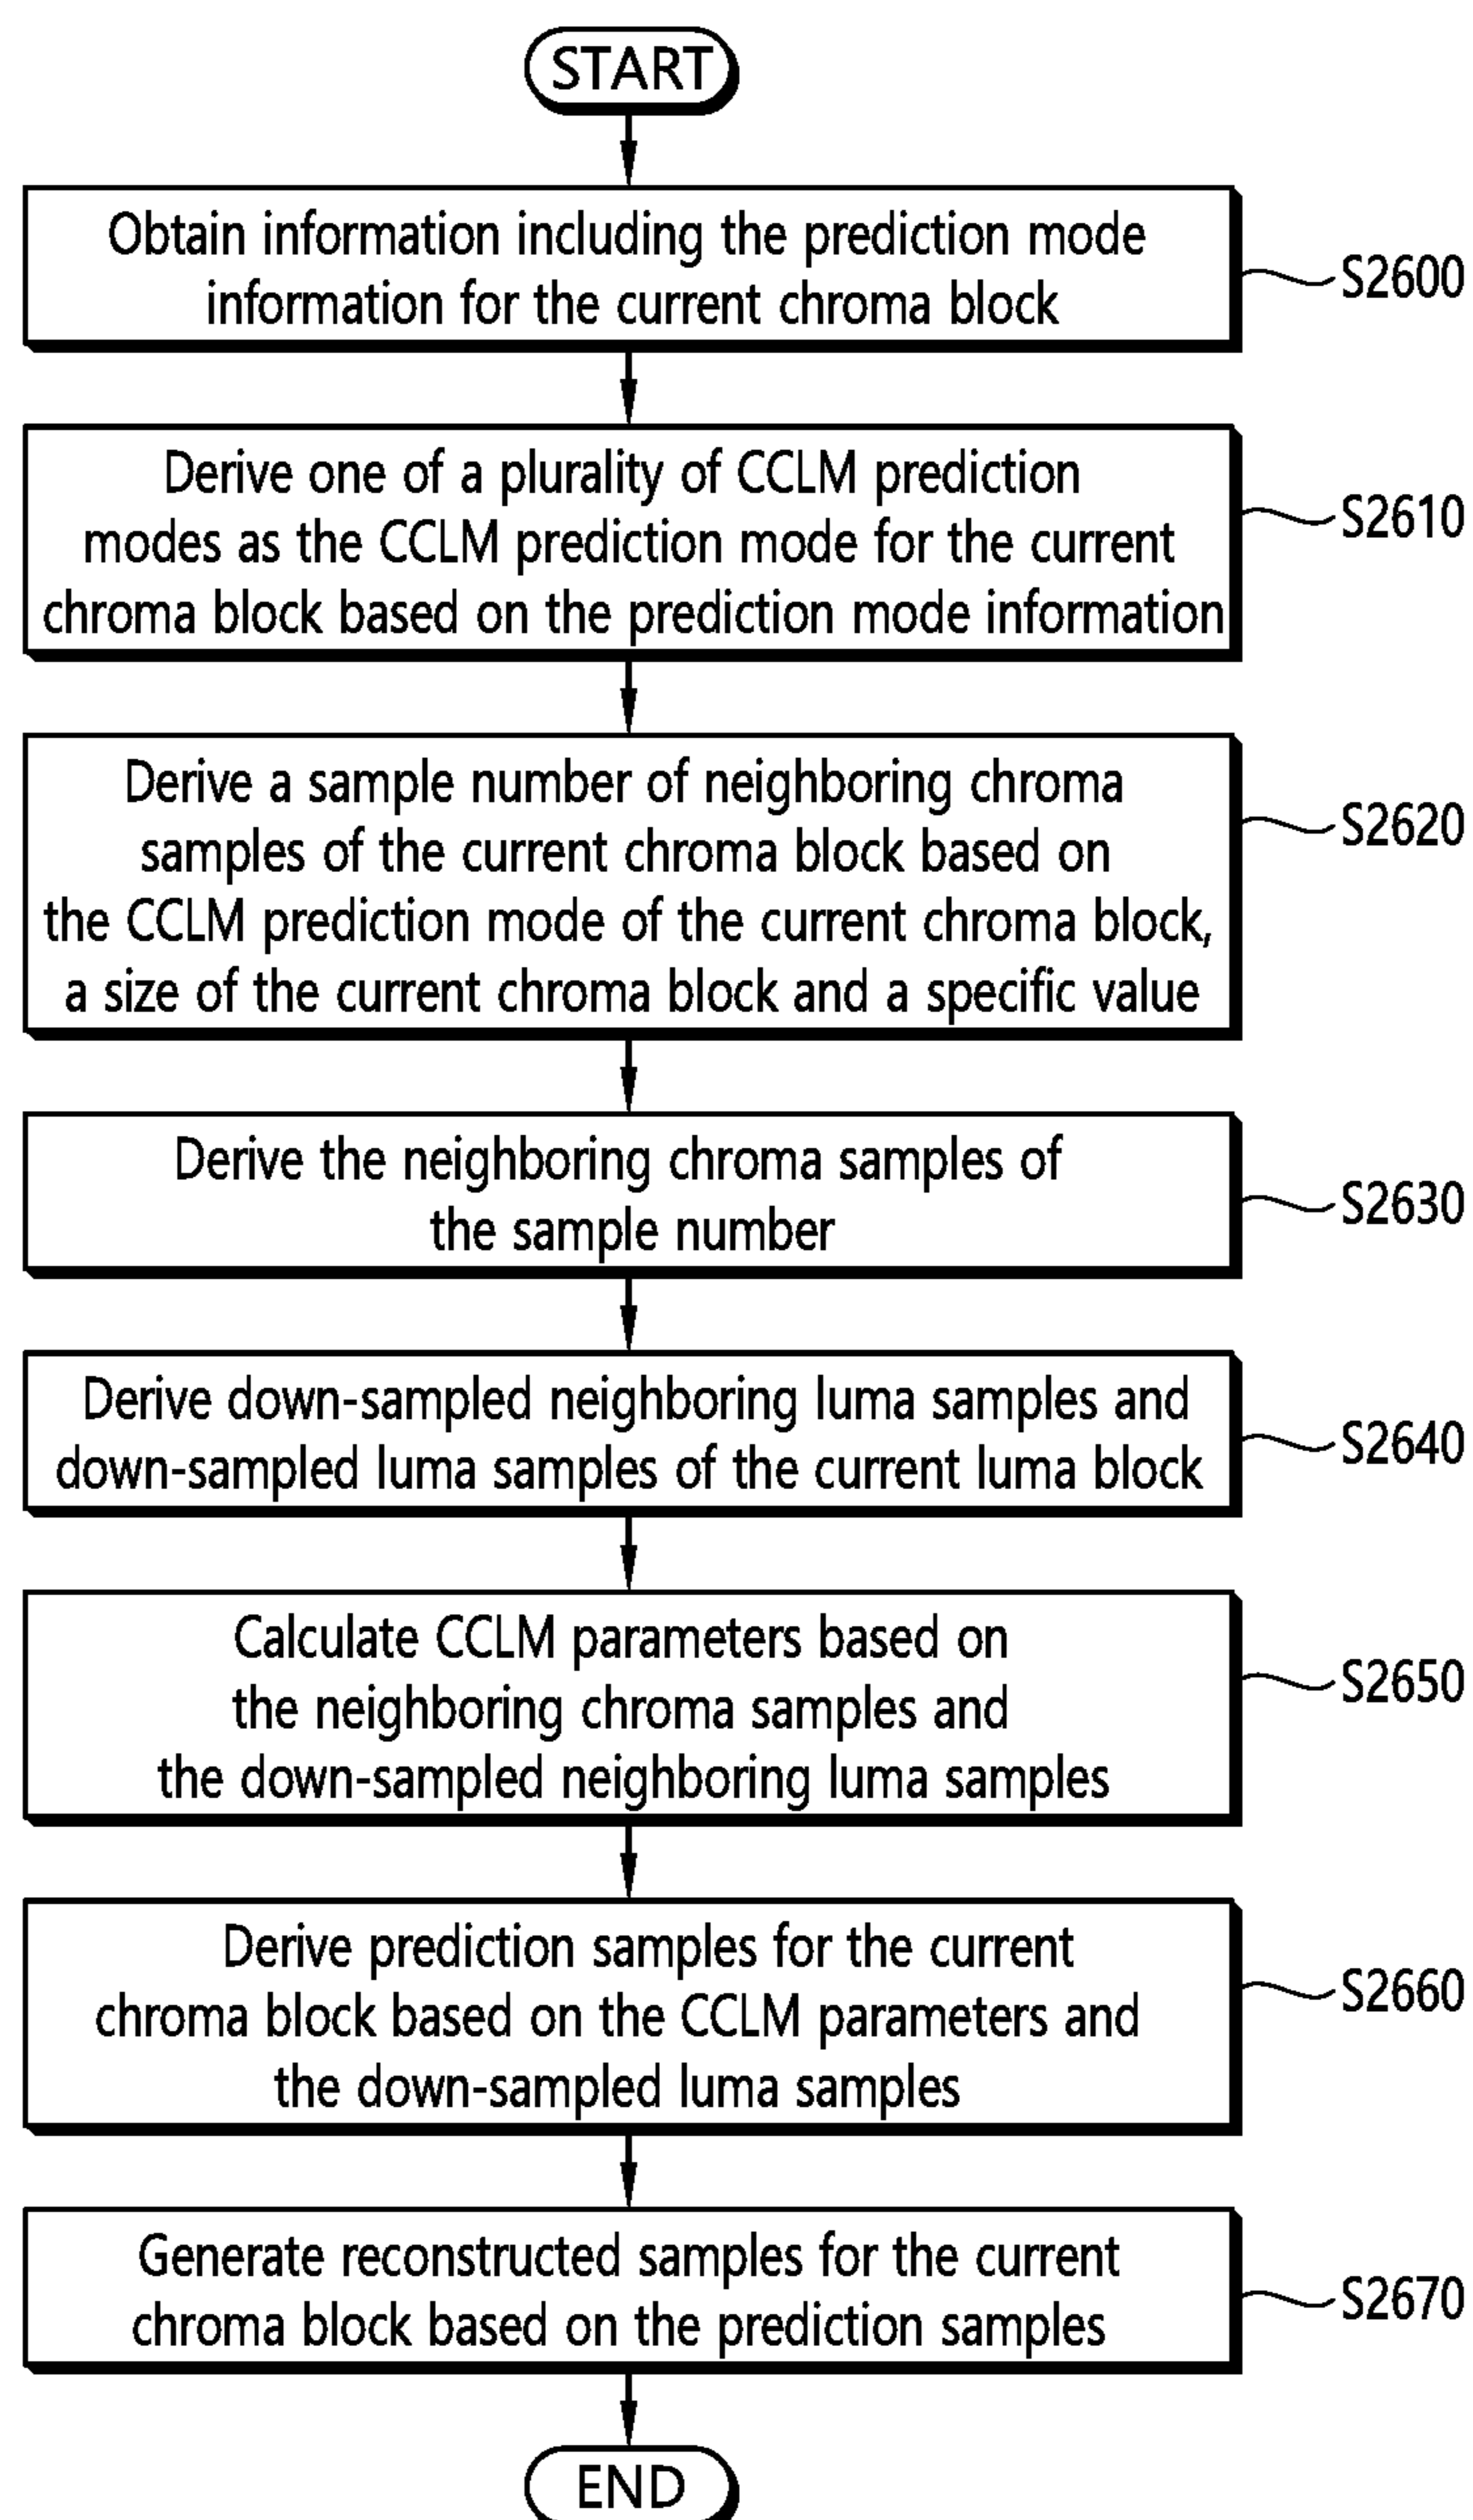 START
Obtain information including the prediction mode
information for the current chroma block
S2600
Derive one of a plurality of CCLM prediction
modes as the CCLM prediction mode for the current
chroma block based on the prediction mode information
S2610
Derive a sample number of neighboring chroma
samples of the current chroma block based on
the CCLM prediction mode of the current chroma block,
a size of the current chroma block and a specific value
S2620
Derive the neighboring chroma samples of
the sample number
S2630
Derive down-sampled neighboring luma samples and
down-sampled luma samples of the current luma block
S2640
Calculate CCLM parameters based on
the neighboring chroma samples and
the down-sampled neighboring luma samples
S2650
Derive prediction samples for the current
chroma block based on the CCLM parameters and
the down-sampled luma samples
S2660
Generate reconstructed samples for the current
chroma block based on the prediction samples
S2670
END